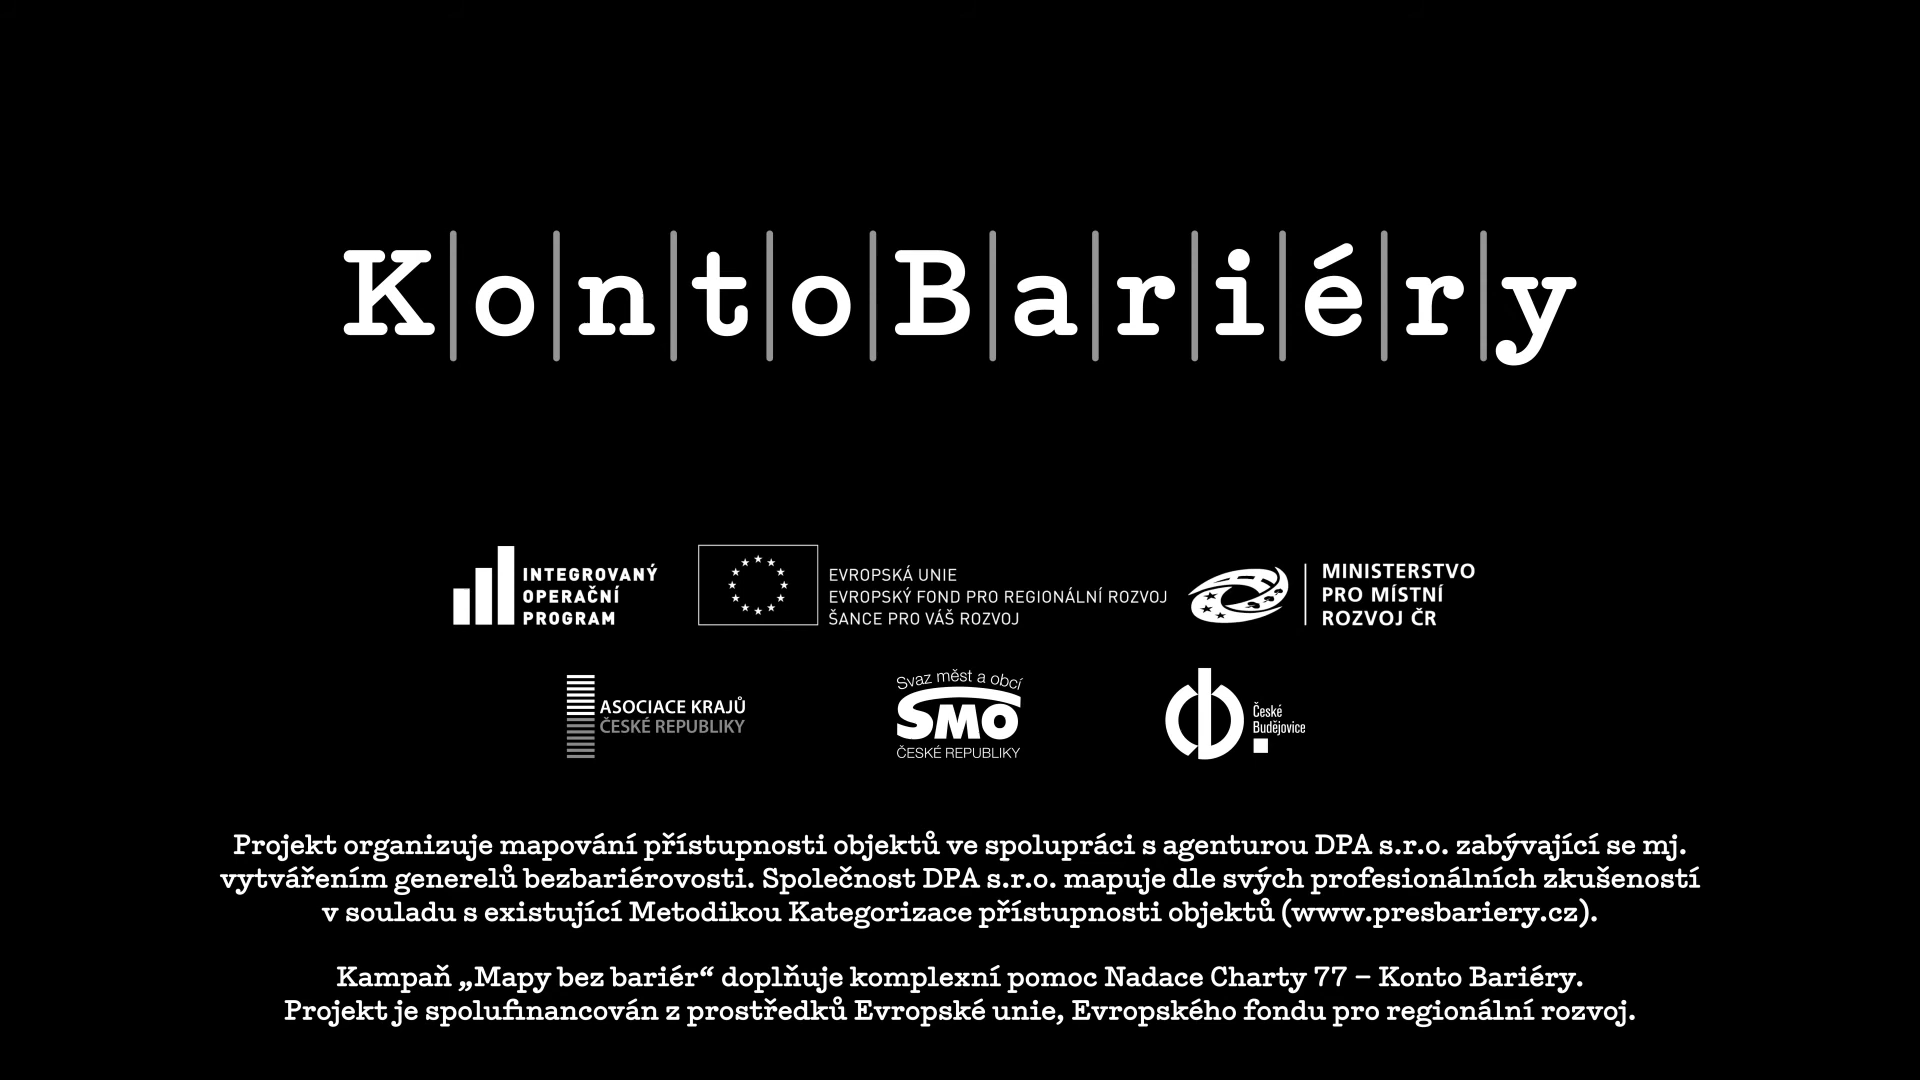 KontoBariéry
INTEGROVANÝ
OPERAČNÍ
PROGRAM
EVROPSKÁ UNIE
EVROPSKÝ FOND PRO REGIONÁLNÍ ROZVOJ
ŠANCE PRO VÁŠ ROZVOJ
MINISTERSTVO
PRO MÍSTNÍ
ROZVOJ ČR
ASOCIACE KRAJŮ
ČESKÉ REPUBLIKY
Svaz měst a obcí
SMO
ČESKÉ REPUBLIKY
České
Budějovice
Projekt organizuje mapování přístupnosti objektů ve spolupráci s agenturou DPA s.r.o. zabývající se mj.
vytvářením generelů bezbariérovosti. Společnost DPA s.r.o. mapuje dle svých profesionálních zkušeností
v souladu s existující Metodikou Kategorizace přístupnosti objektů (www.presbariery.cz).
Kampaň „Mapy bez bariér“ doplňuje komplexní pomoc Nadace Charty 77 – Konto Bariéry.
Projekt je spolufinancován z prostředků Evropské unie, Evropského fondu pro regionální rozvoj.